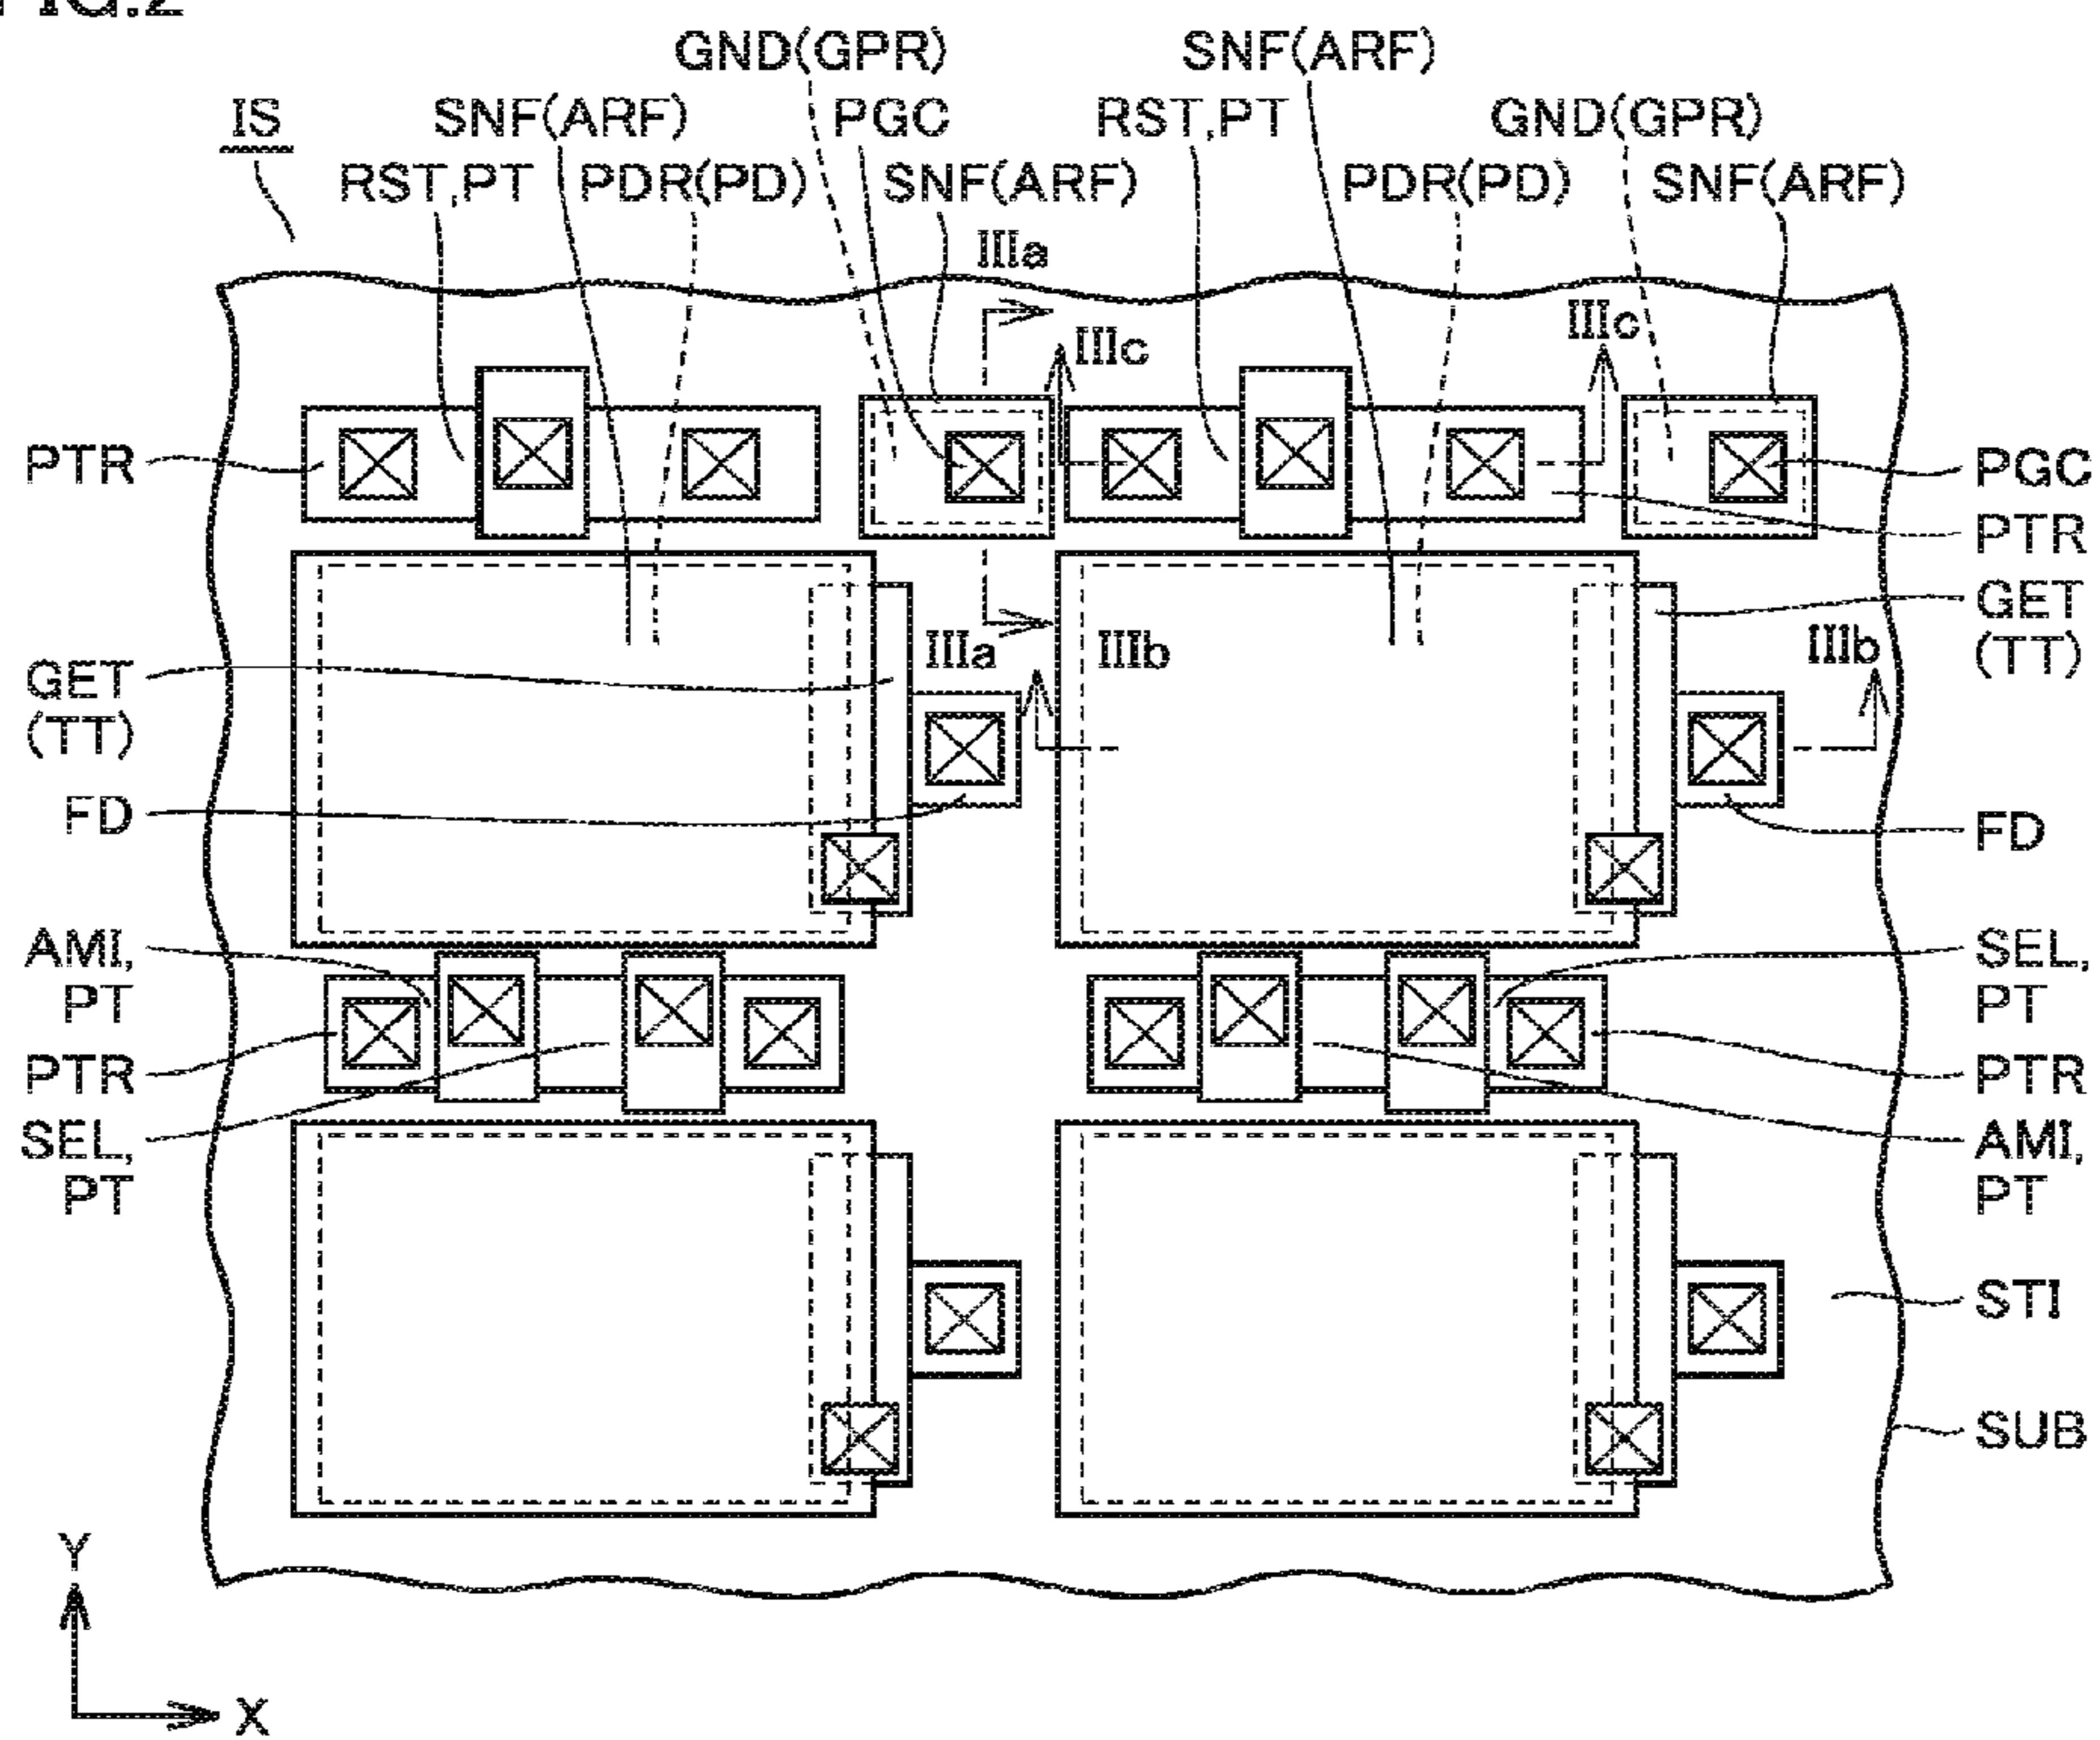 FIG.2
GND(GPR) SNF(ARF)
IS SNF(ARF) PGC RST,PT GND(GPR)
RST,PT PDR(PD) SNF(ARF) PDR(PD) SNF(ARF)
IIIa
IIIc IIIc
PTR PGC
PTR
GET (TT) IIIa IIIb IIIb GET (TT)
FD FD
AMI, PT SEL, PT
PTR PTR
SEL, PT AMI, PT
STI
SUB
Y
X